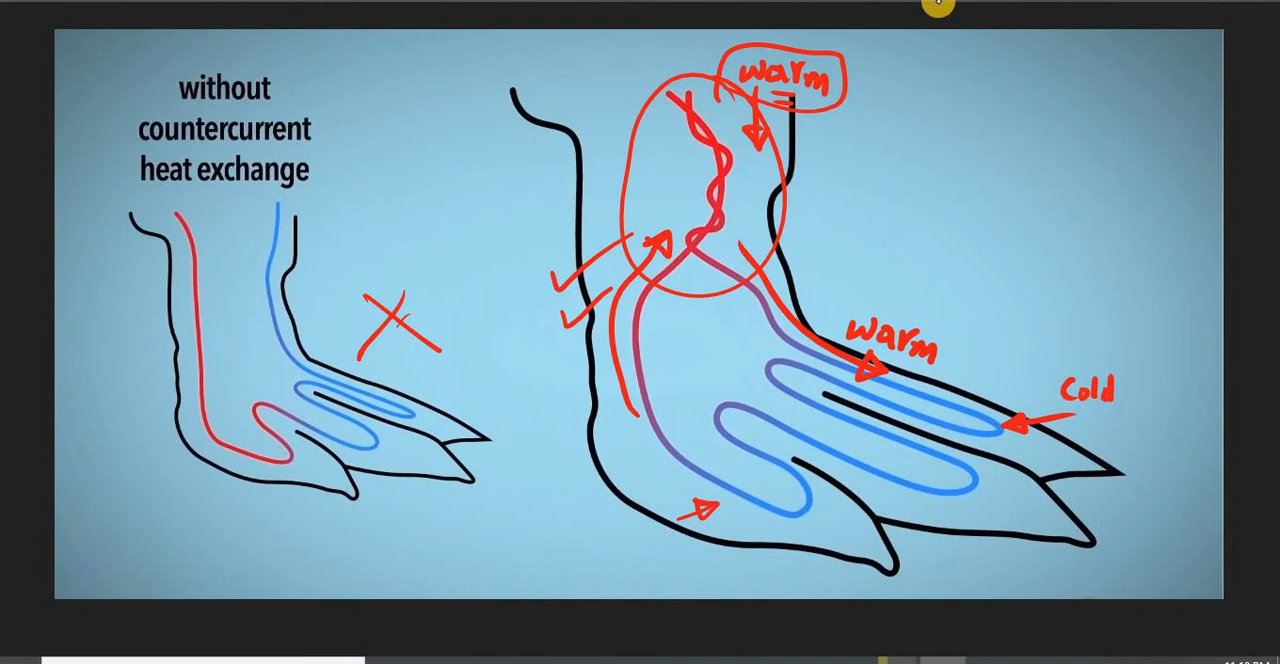 without
countercurrent
heat exchange
warm
warm
Cold